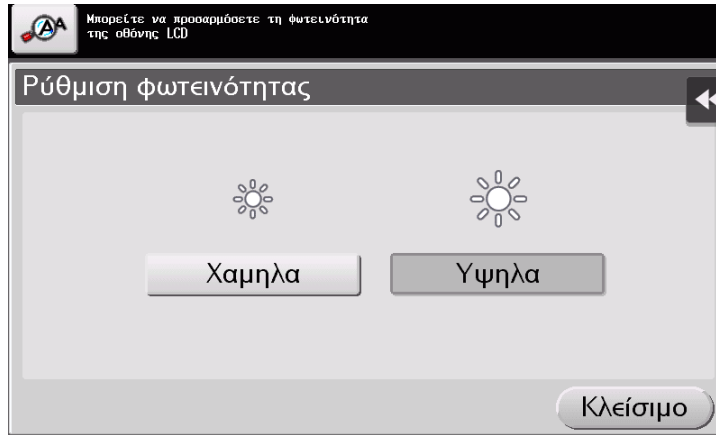 Μπορείτε να προσαρμόσετε τη φωτεινότητα
της οθόνης LCD
Ρύθμιση φωτεινότητας
Χαμηλα
Υψηλα
Κλείσιμο